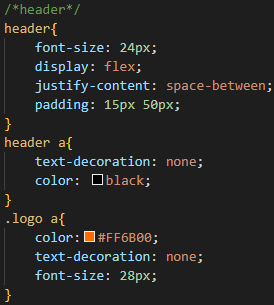 /*header*/
header{
    font-size: 24px;
    display: flex;
    justify-content: space-between;
    padding: 15px 50px;
}
header a{
    text-decoration: none;
    color: black;
}
.logo a{
    color:#FF6B00;
    text-decoration: none;
    font-size: 28px;
}